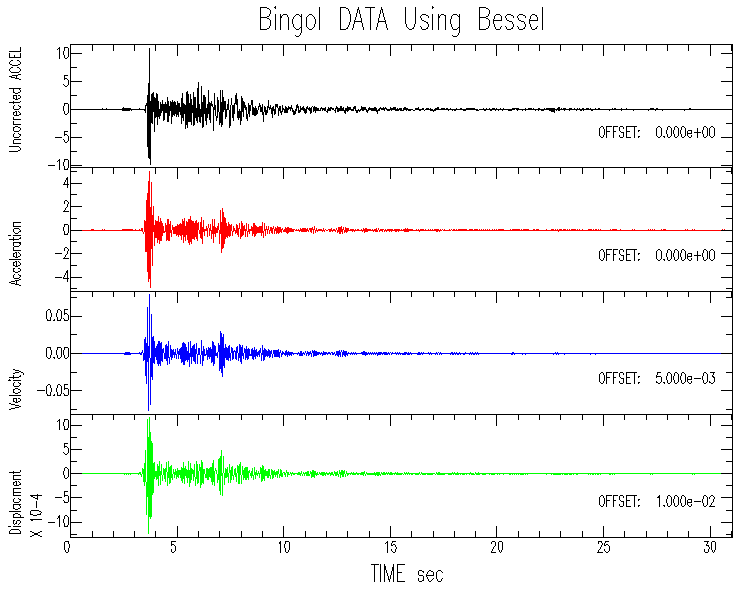 Bingol DATA Using Bessel
Uncorrected ACCEL
10
5
0
-5
-10
OFFSET: 0.000e+00
Acceleration
4
2
0
-2
-4
OFFSET: 0.000e+00
Velocity
0.05
0.00
-0.05
OFFSET: 5.000e-03
Displacment
X 10-4
10
5
0
-5
-10
OFFSET: 1.000e-02
0 5 10 15 20 25 30
TIME sec